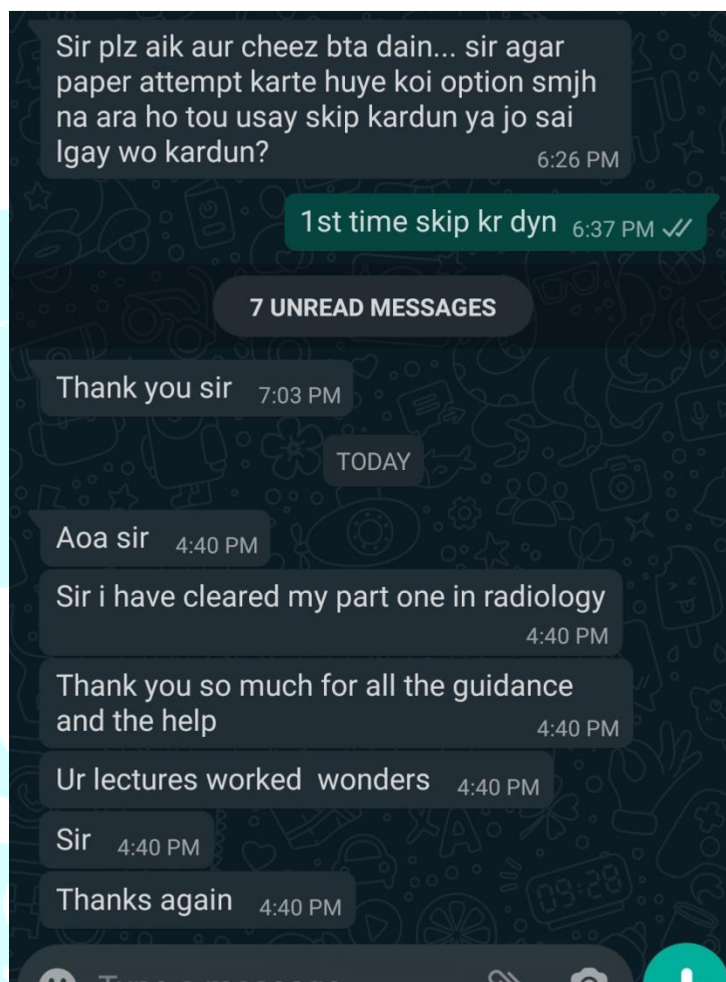 Sir plz aik aur cheez bta dain... sir agar
paper attempt karte huye koi option smjh
na ara ho tou usay skip kardun ya jo sai
lgay wo kardun?
6:26 PM
1st time skip kr dyn 6:37 PM
7 UNREAD MESSAGES
Thank you sir 7:03 PM
TODAY
Aoa sir 4:40 PM
Sir i have cleared my part one in radiology
4:40 PM
Thank you so much for all the guidance
and the help 4:40 PM
Ur lectures worked wonders 4:40 PM
Sir 4:40 PM
Thanks again 4:40 PM